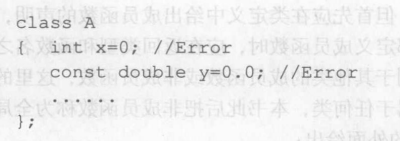 class A
{ int x=0; //Error
const double y=0.0; //Error
......
};